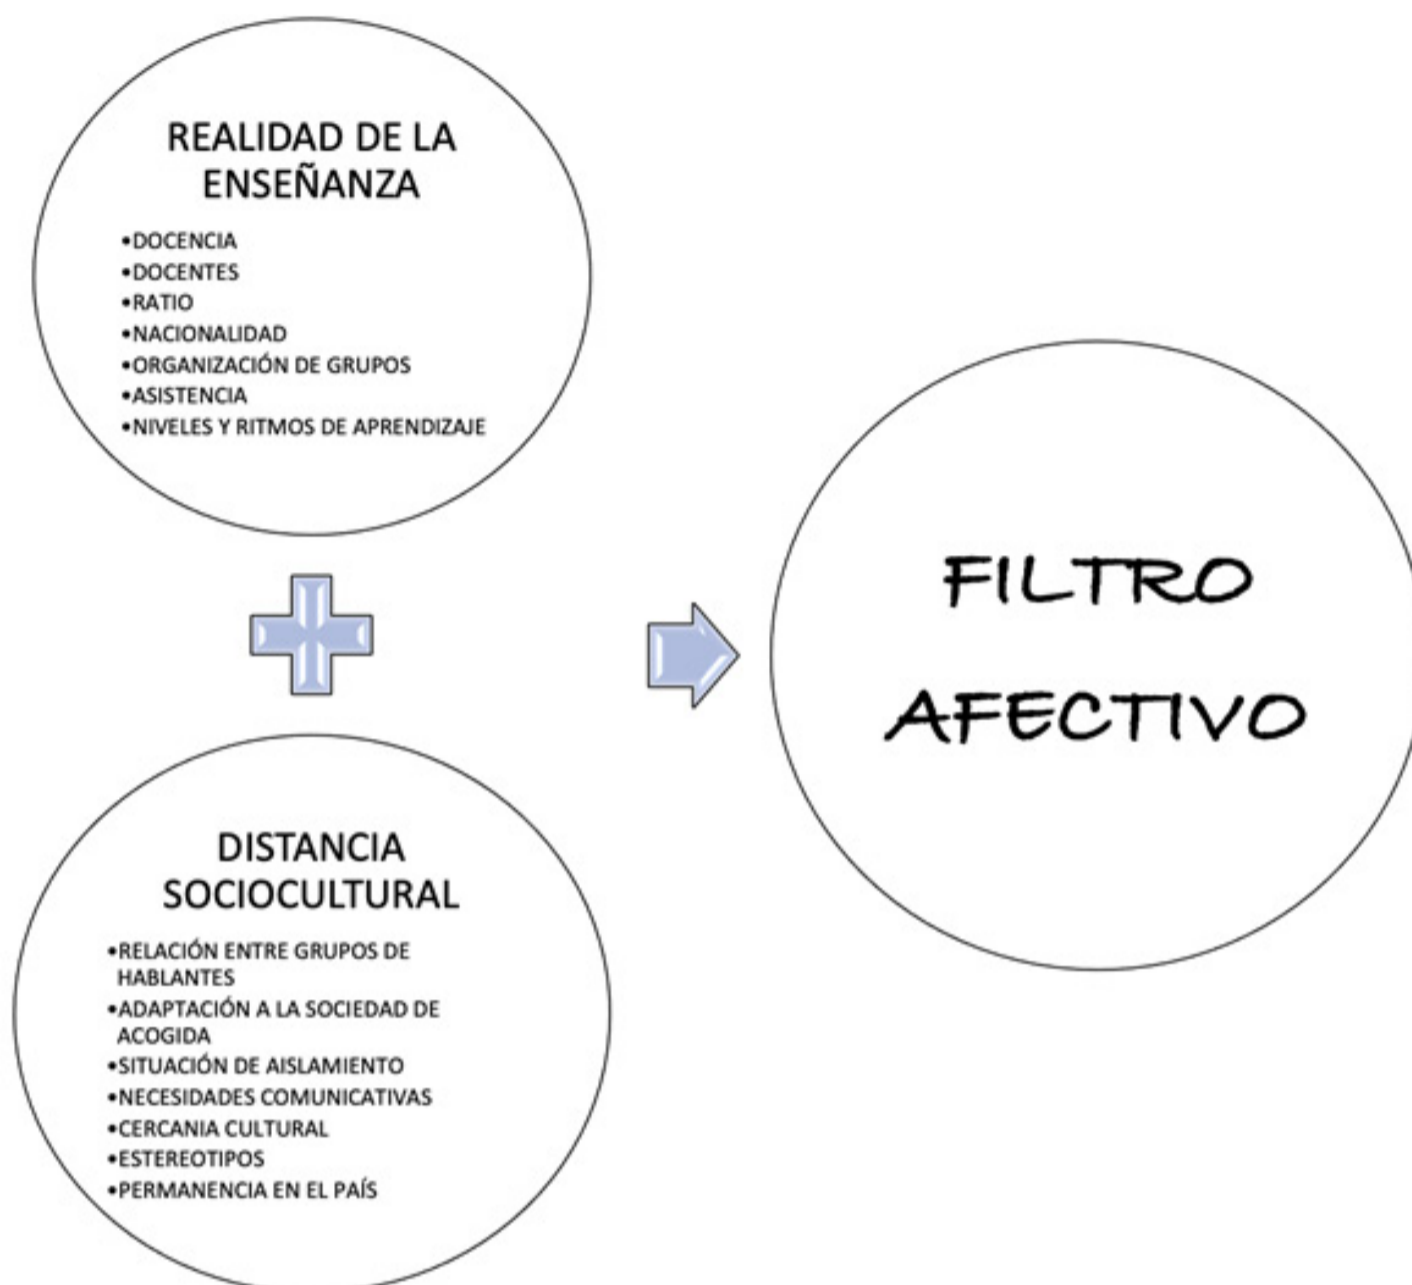 REALIDAD DE LA
ENSEÑANZA
•DOCENCIA
•DOCENTES
•RATIO
•NACIONALIDAD
•ORGANIZACIÓN DE GRUPOS
•ASISTENCIA
•NIVELES Y RITMOS DE APRENDIZAJE
DISTANCIA
SOCIOCULTURAL
•RELACIÓN ENTRE GRUPOS DE
HABLANTES
•ADAPTACIÓN A LA SOCIEDAD DE
ACOGIDA
•SITUACIÓN DE AISLAMIENTO
•NECESIDADES COMUNICATIVAS
•CERCANIA CULTURAL
•ESTEREOTIPOS
•PERMANENCIA EN EL PAÍS
FILTRO
AFECTIVO